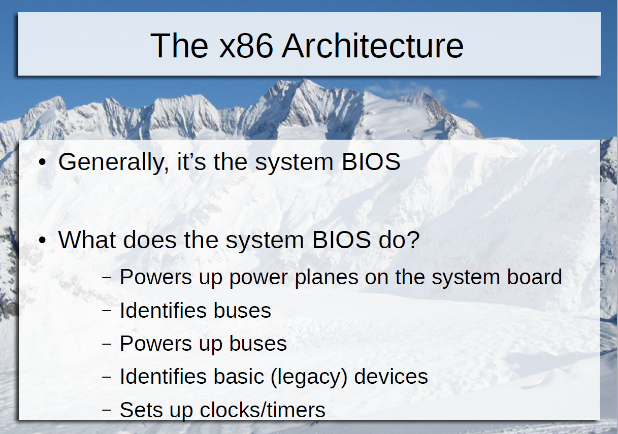 The x86 Architecture
• Generally, it’s the system BIOS
• What does the system BIOS do?
– Powers up power planes on the system board
– Identifies buses
– Powers up buses
– Identifies basic (legacy) devices
– Sets up clocks/timers